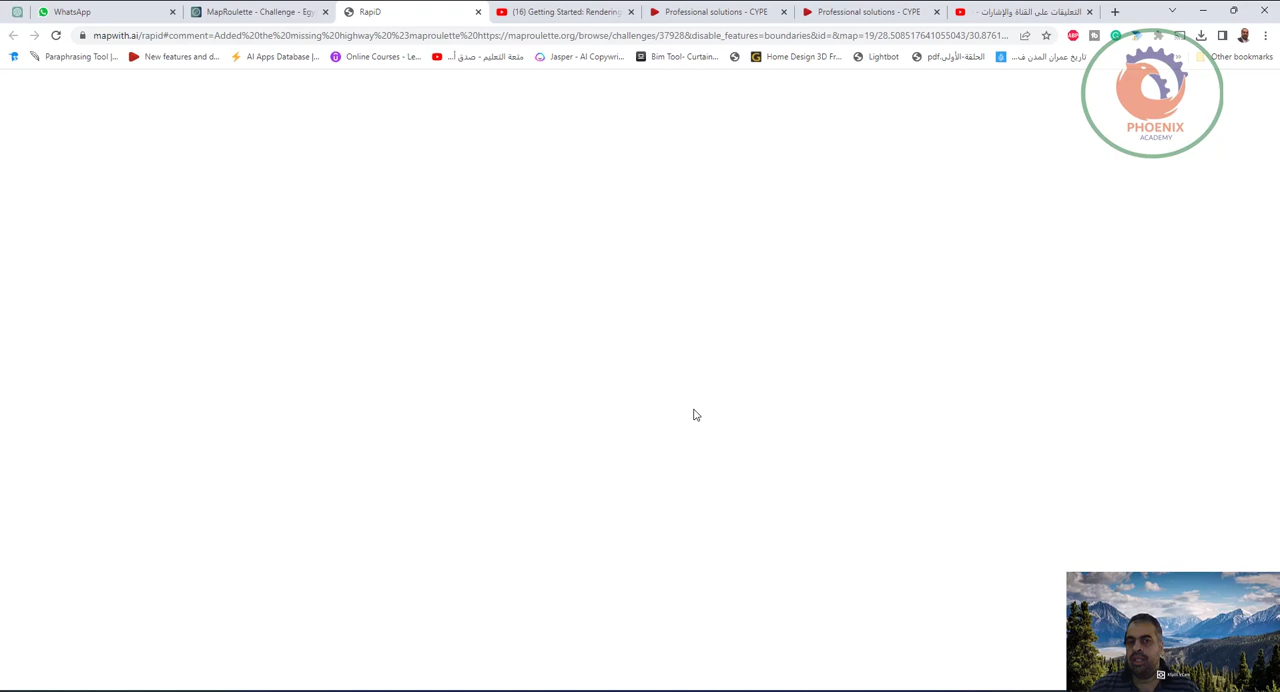 WhatsApp
MapRoulette - Challenge - Egy
RapiD
(16) Getting Started: Rendering
Professional solutions - CYPE
Professional solutions - CYPE
التعليقات على القناة والإشارات -
mapwith.ai/rapid#comment=Added%20the%20missing%20highway%20%23maproulette%20https://maproulette.org/browse/challenges/37928&disable_features=boundaries&id=&map=19/28.508517641055043/30.8761...
Paraphrasing Tool |...
New features and d...
AI Apps Database |...
Online Courses - Le...
متعة التعليم - صدق أ...
Jasper - AI Copywri...
Bim Tool- Curtain...
Home Design 3D Fr...
Lightbot
الحلقة-الأولى.pdf
تاريخ عمران المدن ف...
»
Other bookmarks
PHOENIX
ACADEMY